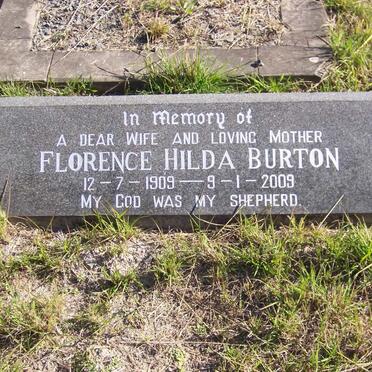 In Memory of
A DEAR WIFE AND LOVING MOTHER
FLORENCE HILDA BURTON
12-7-1909—9-1-2009
MY GOD WAS MY SHEPHERD.